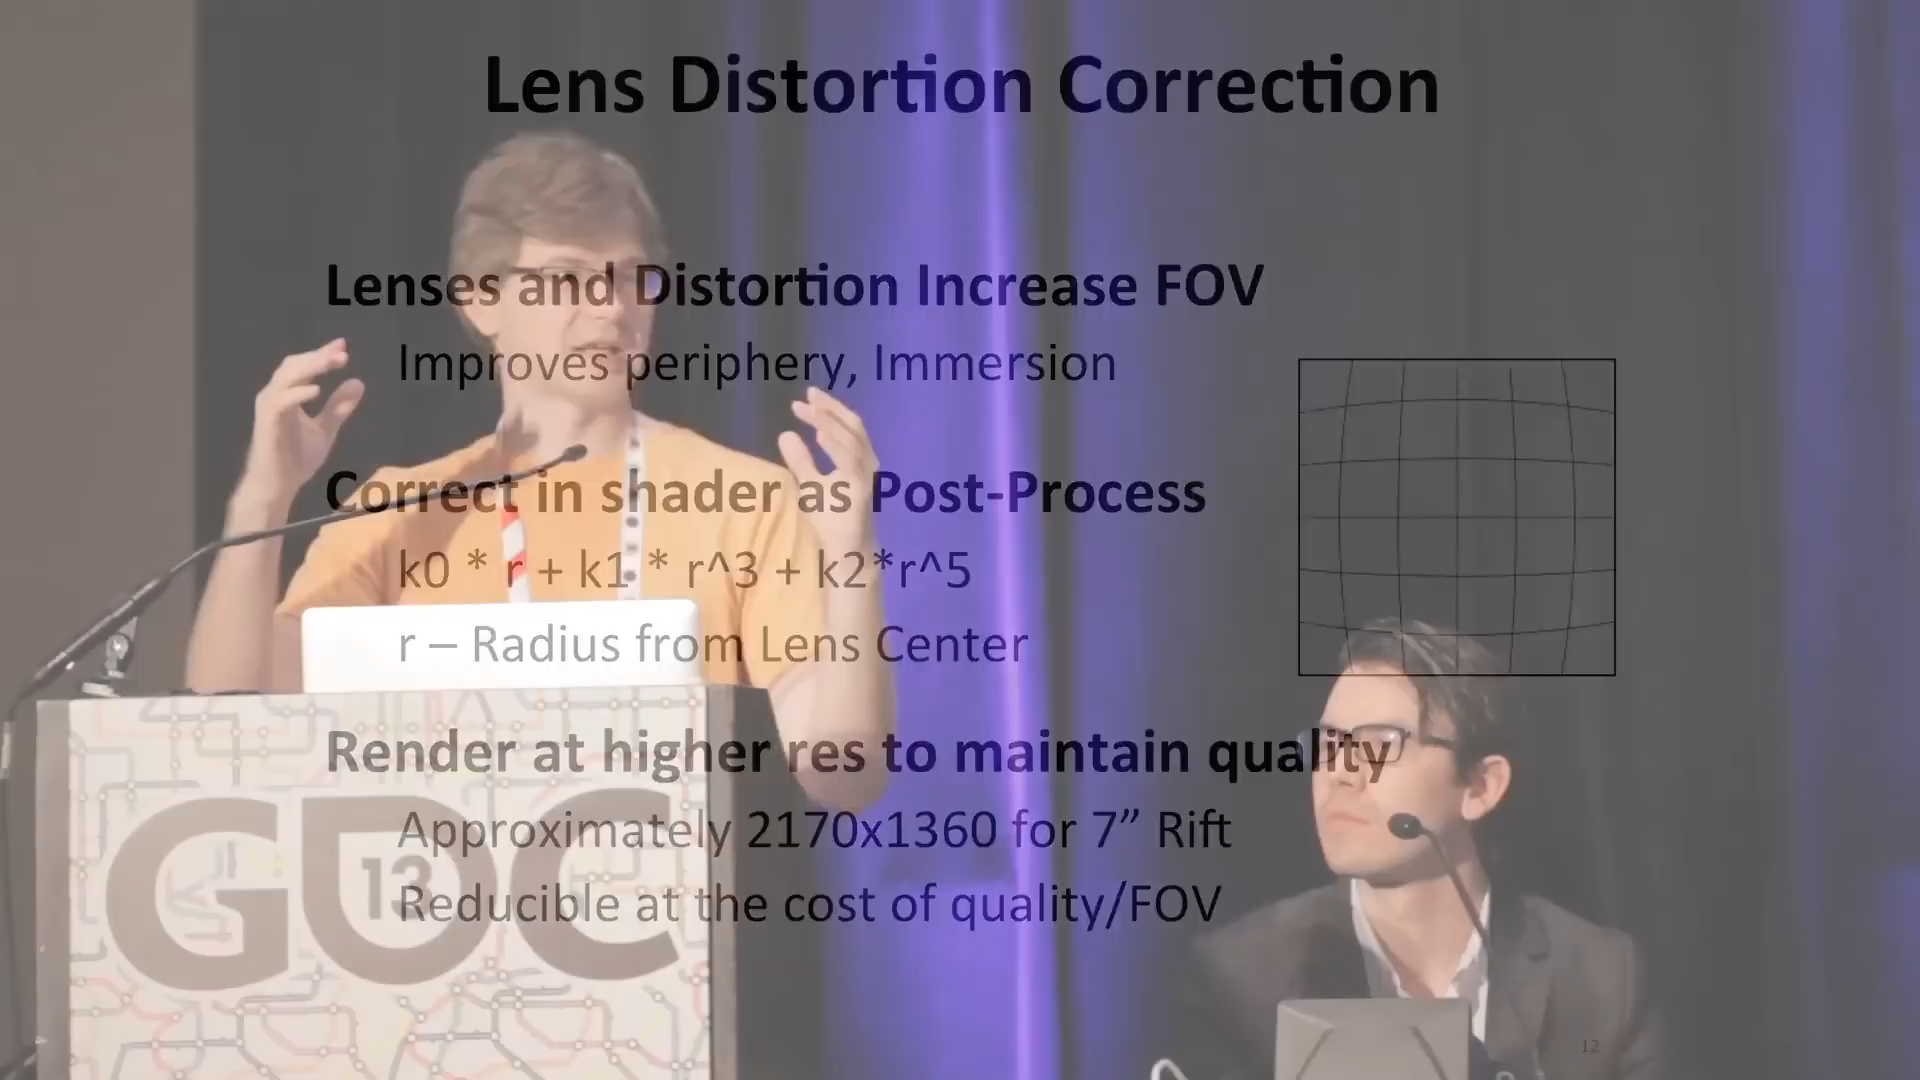 Lens Distortion Correction
Lenses and Distortion Increase FOV
Improves periphery, Immersion
Correct in shader as Post-Process
k0 * r + k1 * r^3 + k2*r^5
r – Radius from Lens Center
Render at higher res to maintain quality
Approximately 2170x1360 for 7” Rift
Reducible at the cost of quality/FOV
GDC
13
12